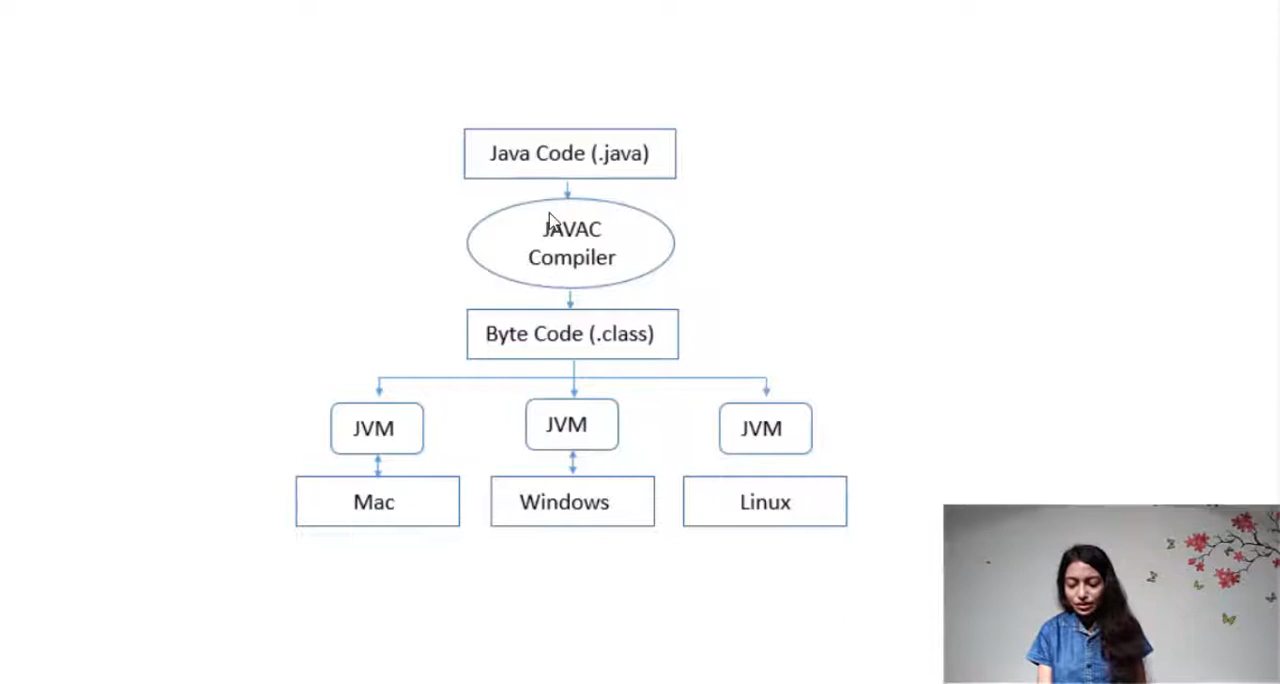 Java Code (.java)
JAVAC
Compiler
Byte Code (.class)
JVM
JVM
JVM
Mac
Windows
Linux